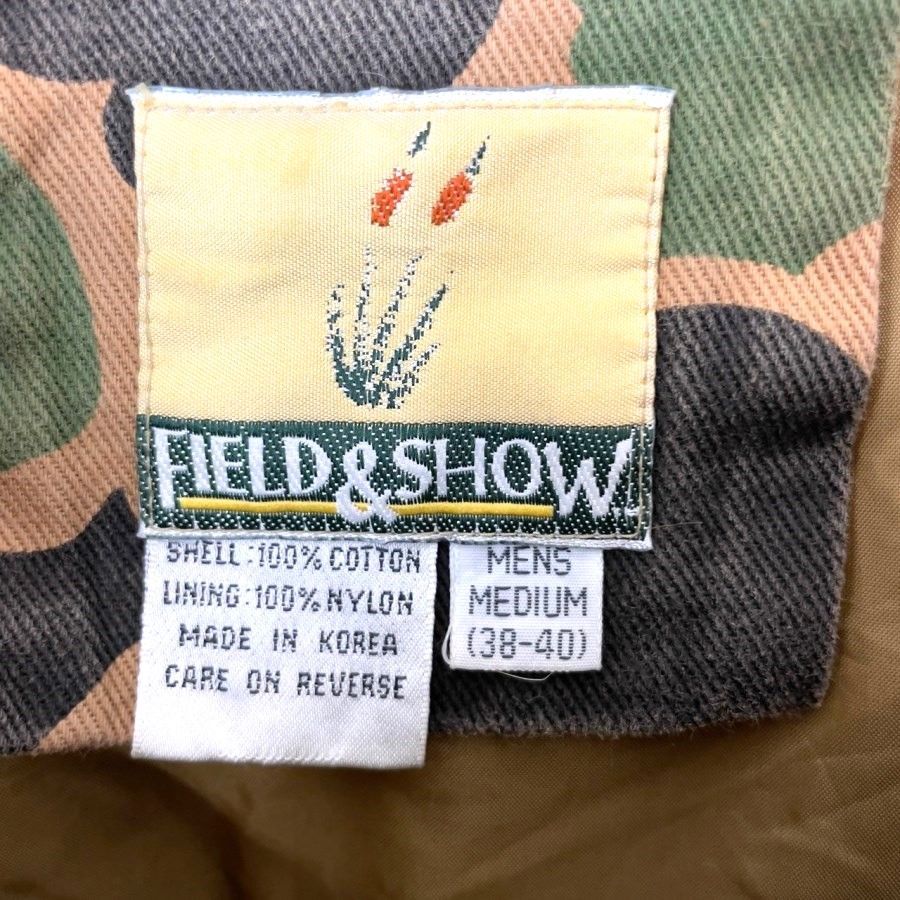 FIELD & SHOW.
SHELL:100% COTTON
LINING:100% NYLON
MADE IN KOREA
CARE ON REVERSE
MENS
MEDIUM
(38-40)